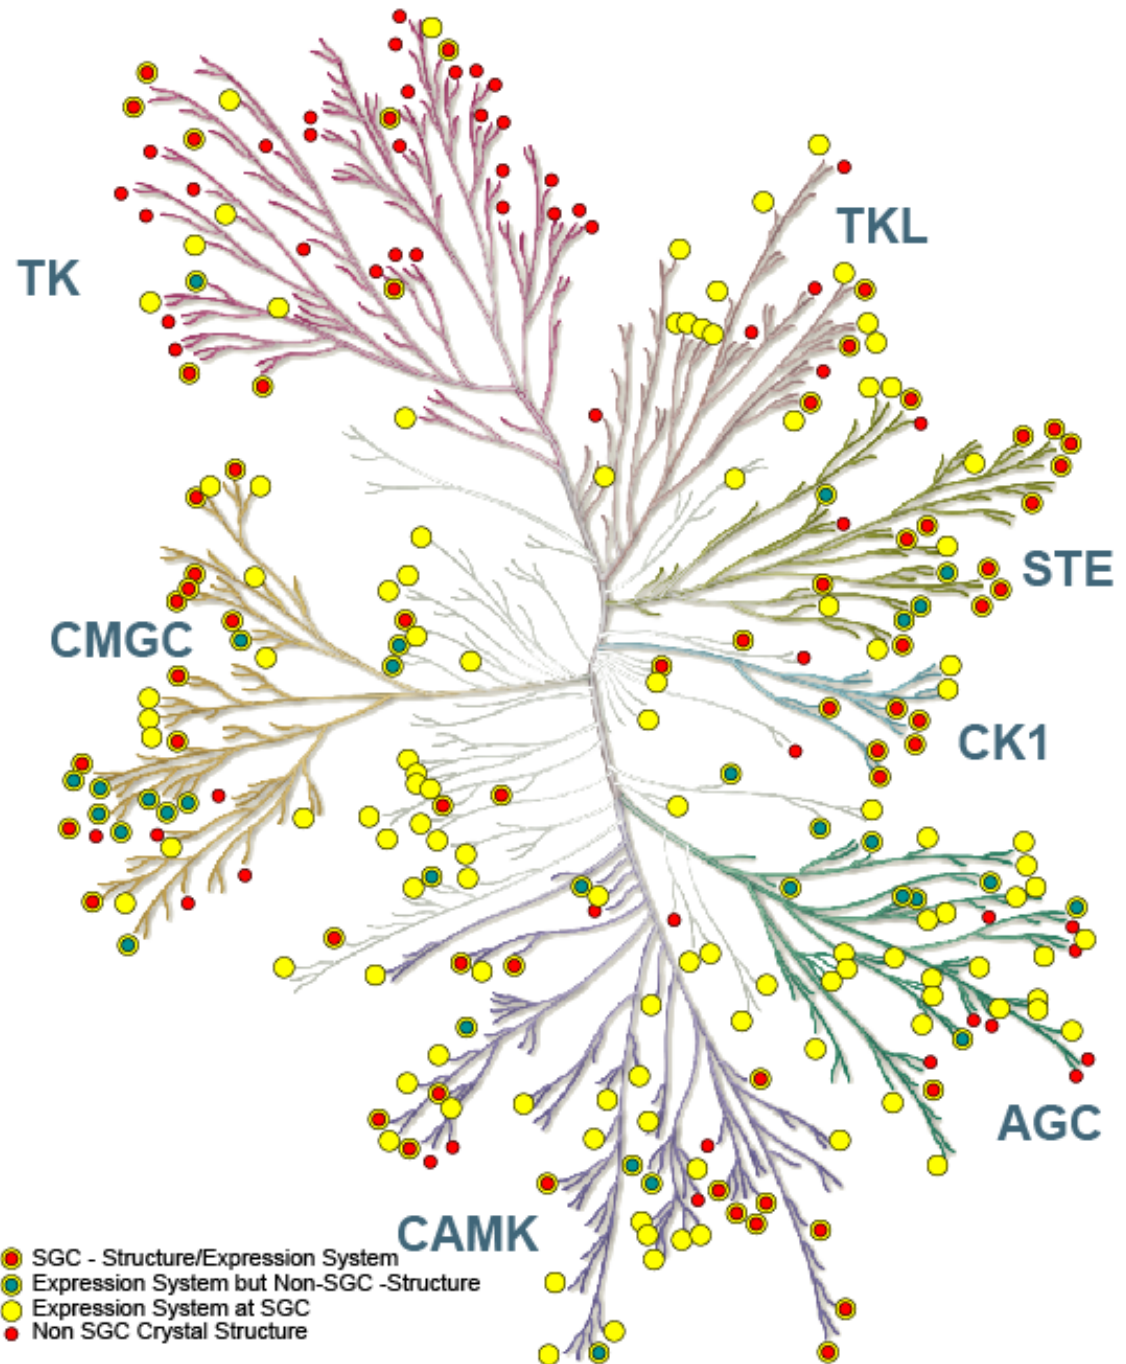 TKL
TK
STE
CMGC
CK1
AGC
CAMK
SGC - Structure/Expression System
Expression System but Non-SGC -Structure
Expression System at SGC
Non SGC Crystal Structure